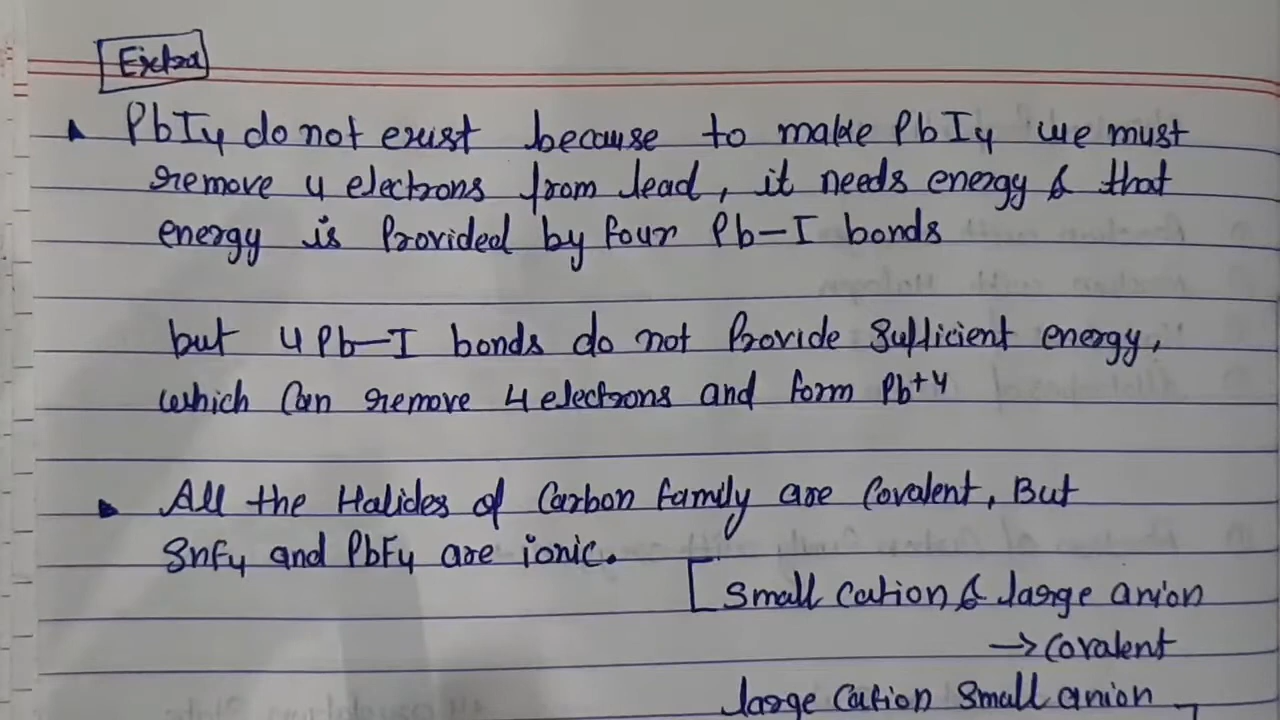 Extra
PbI4 do not exist because to make PbI4 we must
remove 4 electrons from lead, it needs energy & that
energy is Provided by four Pb-I bonds
but 4 Pb-I bonds do not Provide Sufficient energy,
which Can remove 4 electrons and form Pb+4
All the Halides of Carbon family are Covalent, But
SnF4 and PbF4 are ionic.
[Small Cation & large anion
→ Covalent
large Cation Small anion